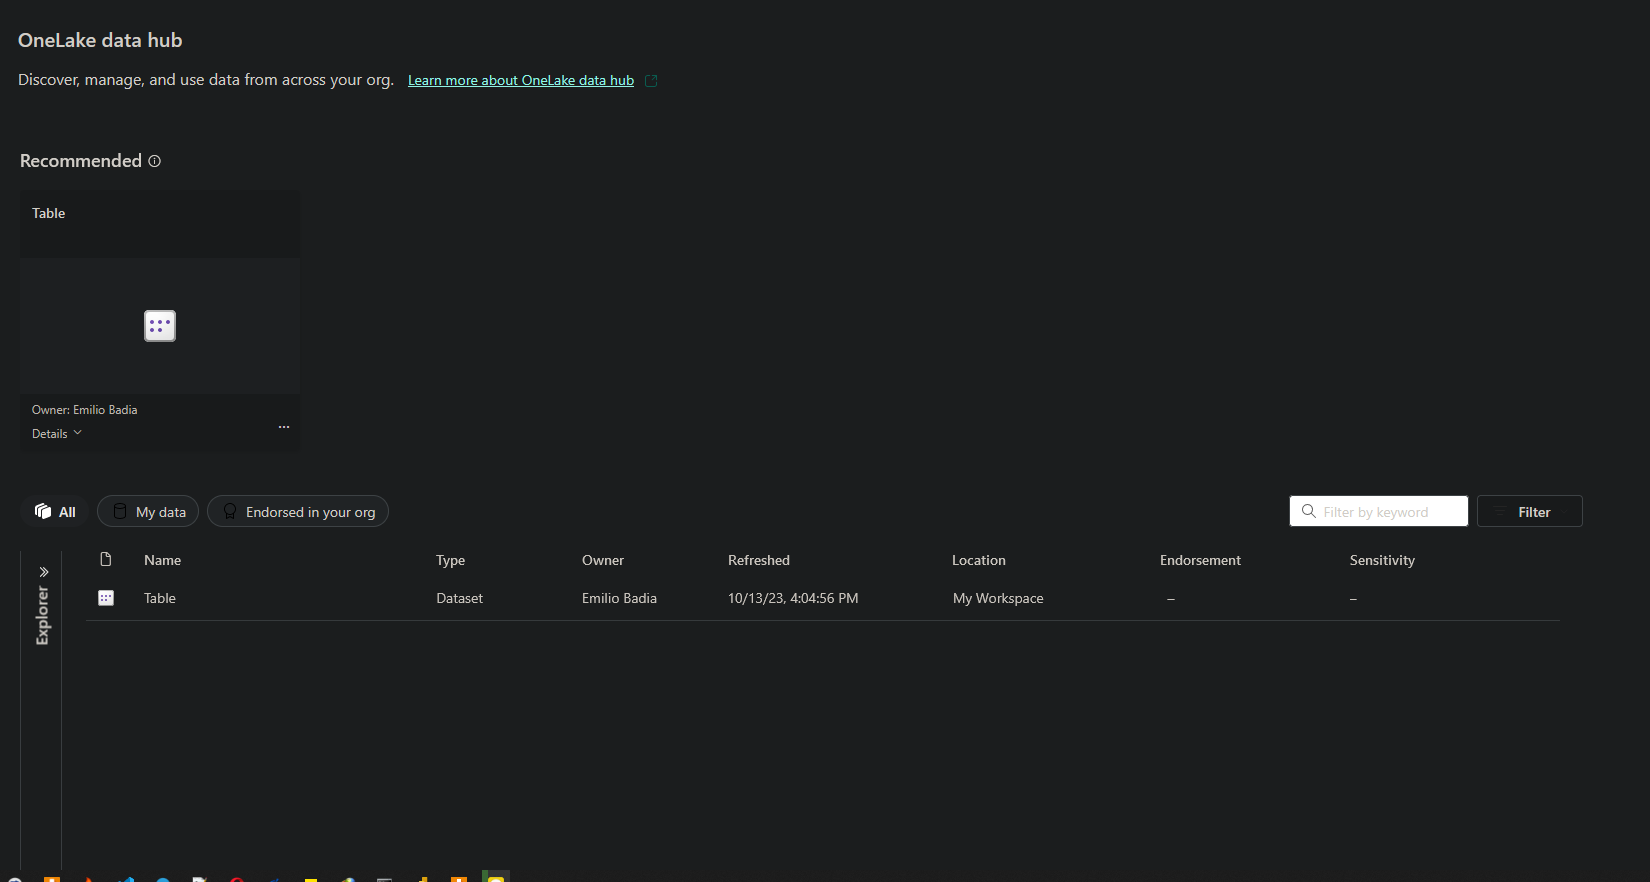 OneLake data hub
Discover, manage, and use data from across your org. Learn more about OneLake data hub
Recommended
Table
Owner: Emilio Badia
Details
All My data Endorsed in your org Filter by keyword Filter
Explorer
Name Type Owner Refreshed Location Endorsement Sensitivity
Table Dataset Emilio Badia 10/13/23, 4:04:56 PM My Workspace – –